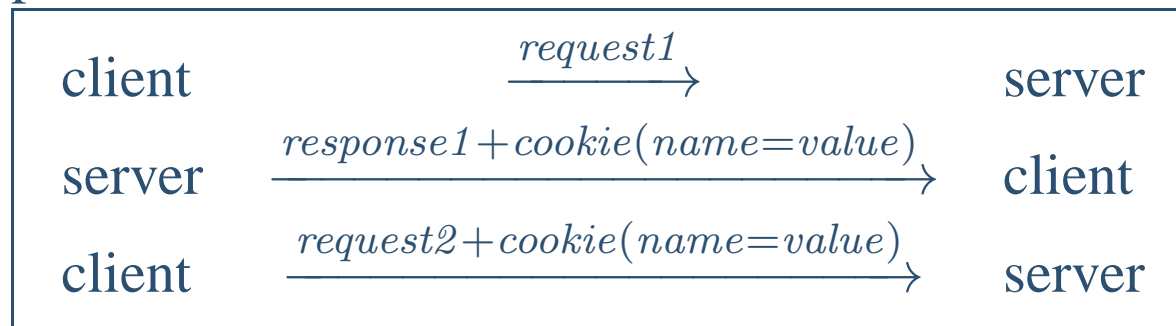 client request1 server
server response1+cookie(name=value) client
client request2+cookie(name=value) server